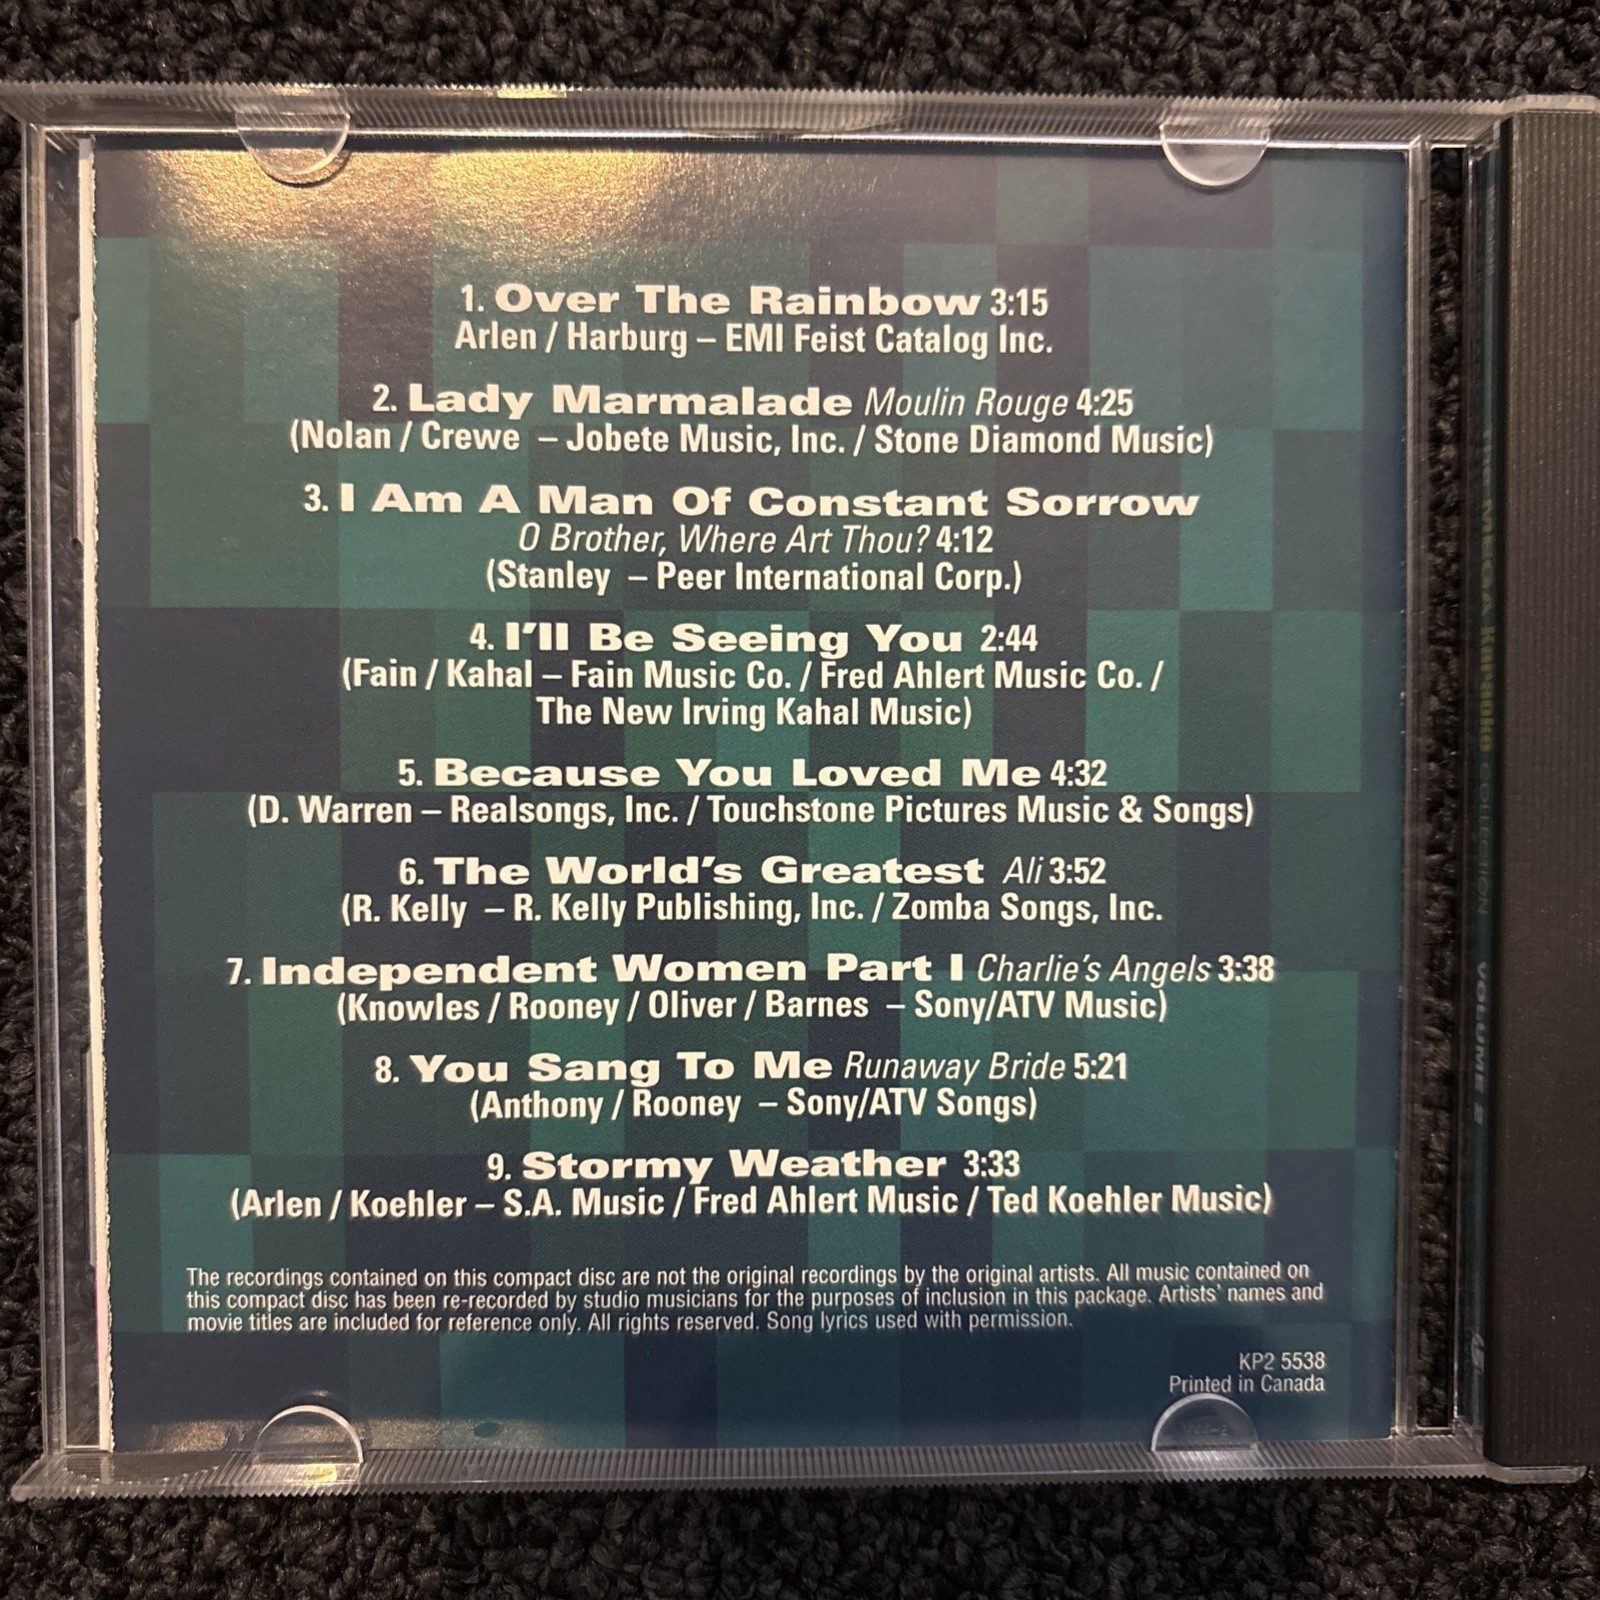 1. Over The Rainbow 3:15
Arlen / Harburg – EMI Feist Catalog Inc.
2. Lady Marmalade Moulin Rouge 4:25
(Nolan / Crewe – Jobete Music, Inc. / Stone Diamond Music)
3. I Am A Man Of Constant Sorrow
O Brother, Where Art Thou? 4:12
(Stanley – Peer International Corp.)
4. I'll Be Seeing You 2:44
(Fain / Kahal – Fain Music Co. / Fred Ahlert Music Co. /
The New Irving Kahal Music)
5. Because You Loved Me 4:32
(D. Warren – Realsongs, Inc. / Touchstone Pictures Music & Songs)
6. The World's Greatest Ali 3:52
(R. Kelly – R. Kelly Publishing, Inc. / Zomba Songs, Inc.
7. Independent Women Part I Charlie's Angels 3:38
(Knowles / Rooney / Oliver / Barnes – Sony/ATV Music)
8. You Sang To Me Runaway Bride 5:21
(Anthony / Rooney – Sony/ATV Songs)
9. Stormy Weather 3:33
(Arlen / Koehler – S.A. Music / Fred Ahlert Music / Ted Koehler Music)
The recordings contained on this compact disc are not the original recordings by the original artists. All music contained on
this compact disc has been re-recorded by studio musicians for the purposes of inclusion in this package. Artists' names and
movie titles are included for reference only. All rights reserved. Song lyrics used with permission.
KP2 5538
Printed in Canada
The MEGA Karaoke COLLECTION VOLUME